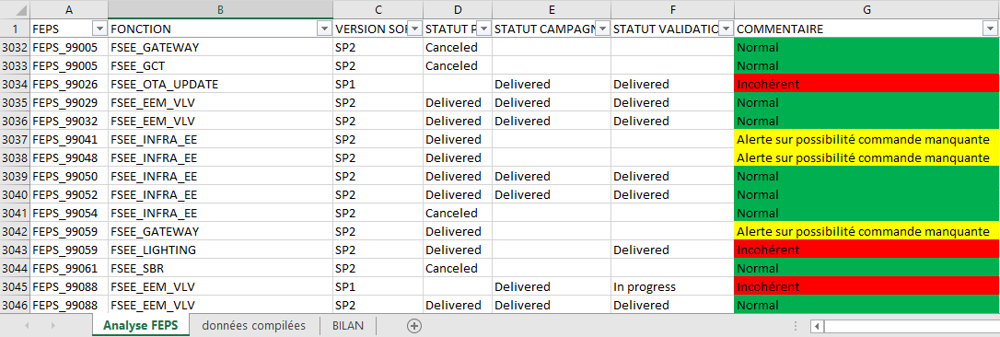 A B C D E F G
1 FEPS FONCTION VERSION SOF STATUT P STATUT CAMPAGN STATUT VALIDATIO COMMENTAIRE
3032 FEPS_99005 FSEE_GATEWAY SP2 Canceled Normal
3033 FEPS_99005 FSEE_GCT SP2 Canceled Normal
3034 FEPS_99026 FSEE_OTA_UPDATE SP1 Delivered Delivered Incohérent
3035 FEPS_99029 FSEE_EEM_VLV SP2 Delivered Delivered Delivered Normal
3036 FEPS_99032 FSEE_EEM_VLV SP2 Delivered Delivered Delivered Normal
3037 FEPS_99041 FSEE_INFRA_EE SP2 Delivered Alerte sur possibilité commande manquante
3038 FEPS_99048 FSEE_INFRA_EE SP2 Delivered Alerte sur possibilité commande manquante
3039 FEPS_99050 FSEE_INFRA_EE SP2 Delivered Delivered Delivered Normal
3040 FEPS_99052 FSEE_INFRA_EE SP2 Delivered Delivered Delivered Normal
3041 FEPS_99054 FSEE_INFRA_EE SP2 Canceled Normal
3042 FEPS_99059 FSEE_GATEWAY SP2 Delivered Alerte sur possibilité commande manquante
3043 FEPS_99059 FSEE_LIGHTING SP2 Delivered Delivered Incohérent
3044 FEPS_99061 FSEE_SBR SP2 Canceled Normal
3045 FEPS_99088 FSEE_EEM_VLV SP1 Delivered In progress Incohérent
3046 FEPS_99088 FSEE_EEM_VLV SP2 Delivered Delivered Delivered Normal
Analyse FEPS données compilées BILAN